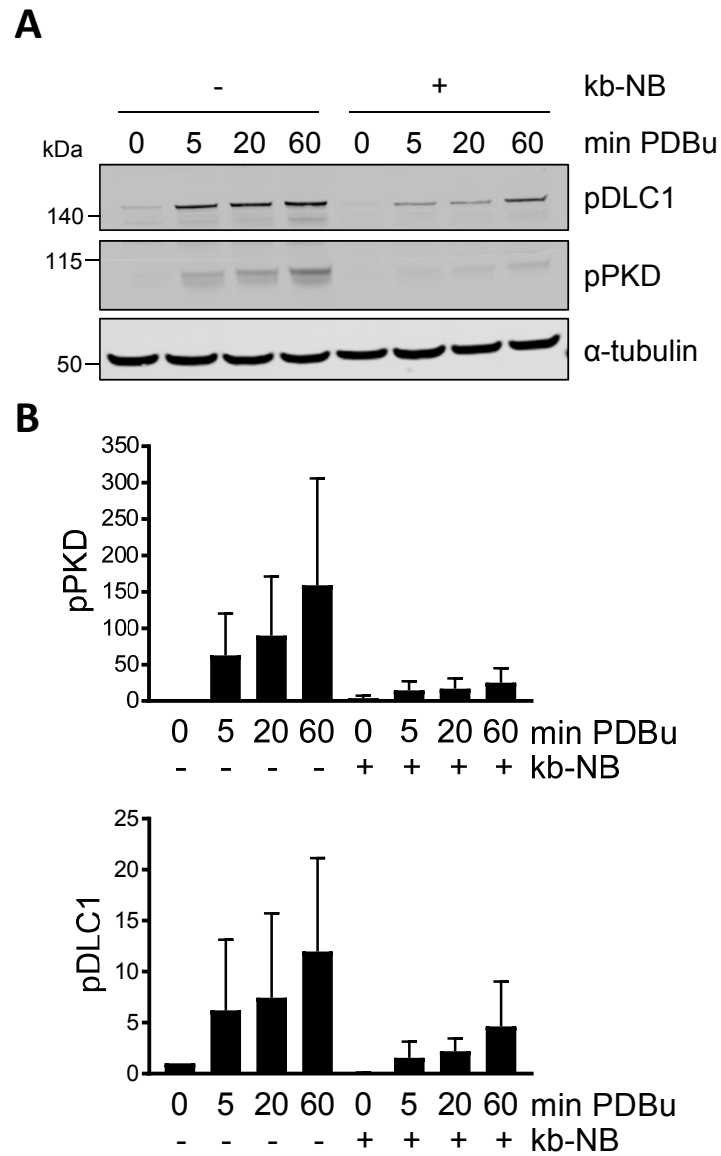 A
- + kb-NB
kDa 0 5 20 60 0 5 20 60 min PDBu
140 pDLC1
115 pPKD
50 α-tubulin
B
350
300
250
200
150
100
50
0
pPKD
0 5 20 60 0 5 20 60 min PDBu
- - - - + + + + kb-NB
25
20
15
10
5
0
pDLC1
0 5 20 60 0 5 20 60 min PDBu
- - - - + + + + kb-NB